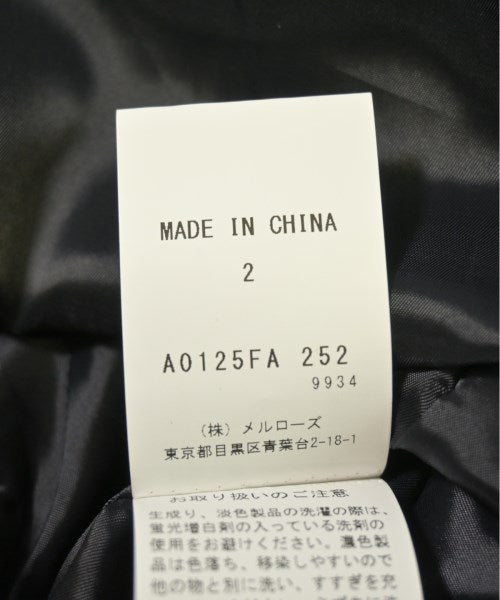 MADE IN CHINA
2
A0125FA 252
9934
(株) メルローズ
東京都目黒区青葉台2-18-1
お取り扱いのご注意
生成り、淡色製品の洗濯の際は、
蛍光増白剤の入っている洗剤の
使用をお避けください。濃色製
品は色落ち、移染しやすいので
他の物と別に洗い、すすぎを充